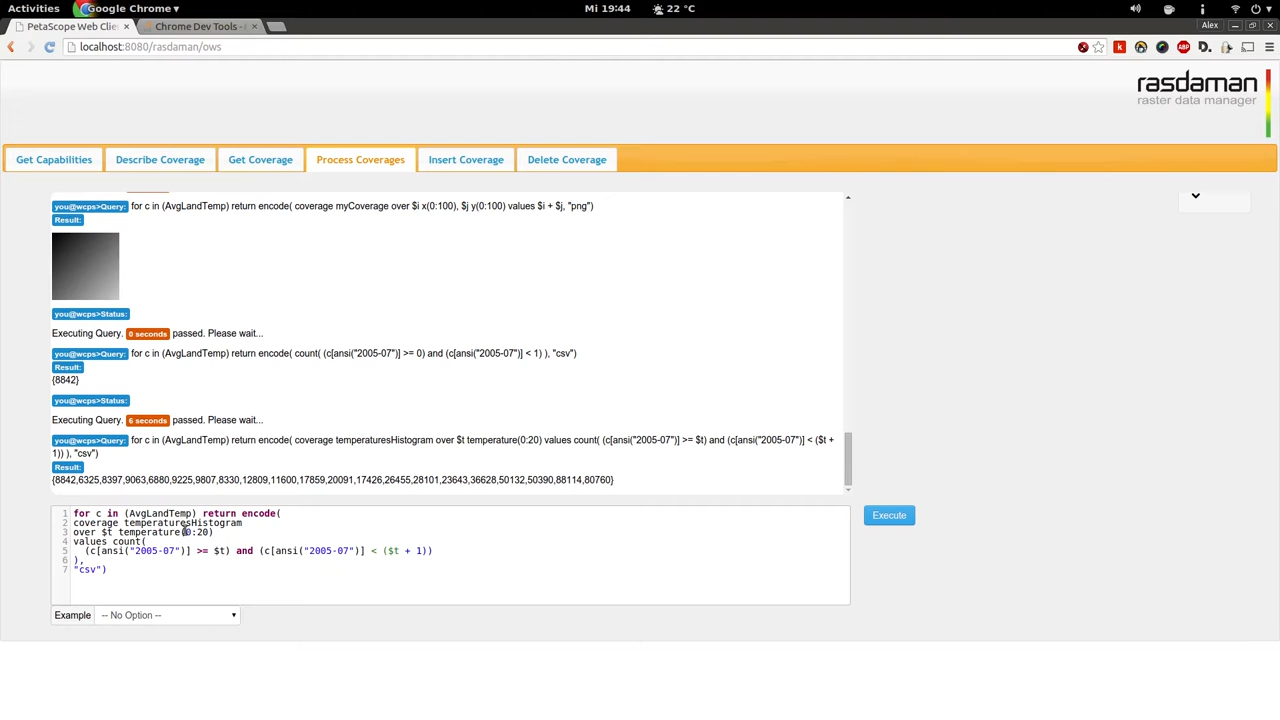 Activities
Google Chrome ▾
Mi 19:44
22 °C
PetaScope Web Clie
Chrome Dev Tools -
Alex
localhost:8080/rasdaman/ows
rasdaman
raster data manager
Get Capabilities
Describe Coverage
Get Coverage
Process Coverages
Insert Coverage
Delete Coverage
you@wcps>Query: for c in (AvgLandTemp) return encode( coverage myCoverage over $i x(0:100), $j y(0:100) values $i + $j, "png")
Result:
you@wcps>Status:
Executing Query. 0 seconds passed. Please wait...
you@wcps>Query: for c in (AvgLandTemp) return encode( count( (c[ansi("2005-07")] >= 0) and (c[ansi("2005-07")] < 1) ), "csv")
Result:
{8842}
you@wcps>Status:
Executing Query. 6 seconds passed. Please wait...
you@wcps>Query: for c in (AvgLandTemp) return encode( coverage temperaturesHistogram over $t temperature(0:20) values count( (c[ansi("2005-07")] >= $t) and (c[ansi("2005-07")] < ($t +
1)) ), "csv")
Result:
{8842,6325,8397,9063,6880,9225,9807,8330,12809,11600,17859,20091,17426,26455,28101,23643,36628,50132,50390,88114,80760}
1 for c in (AvgLandTemp) return encode(
2 coverage temperaturesHistogram
3 over $t temperature(0:20)
4 values count(
5 (c[ansi("2005-07")] >= $t) and (c[ansi("2005-07")] < ($t + 1))
6 ),
7 "csv")
Execute
Example
-- No Option --